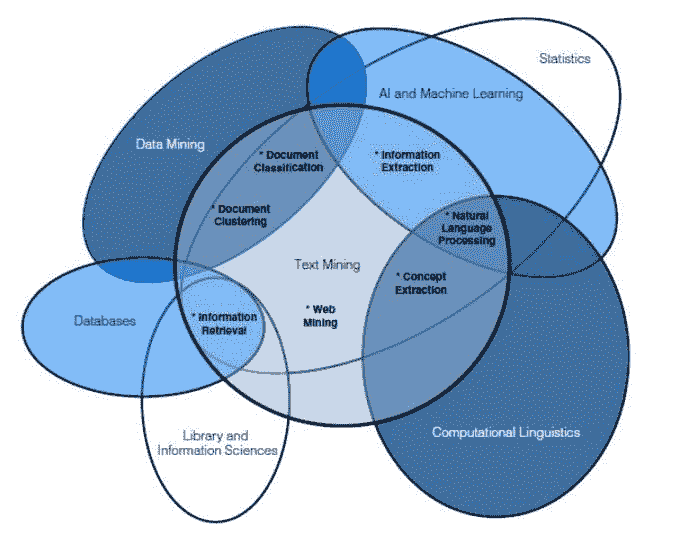 Statistics
AI and Machine Learning
Data Mining
* Document
Classification
* Information
Extraction
* Document
Clustering
* Natural
Language
Processing
Text Mining
* Concept
Extraction
* Web
Mining
Databases
* Information
Retrieval
Library and
Information Sciences
Computational Linguistics